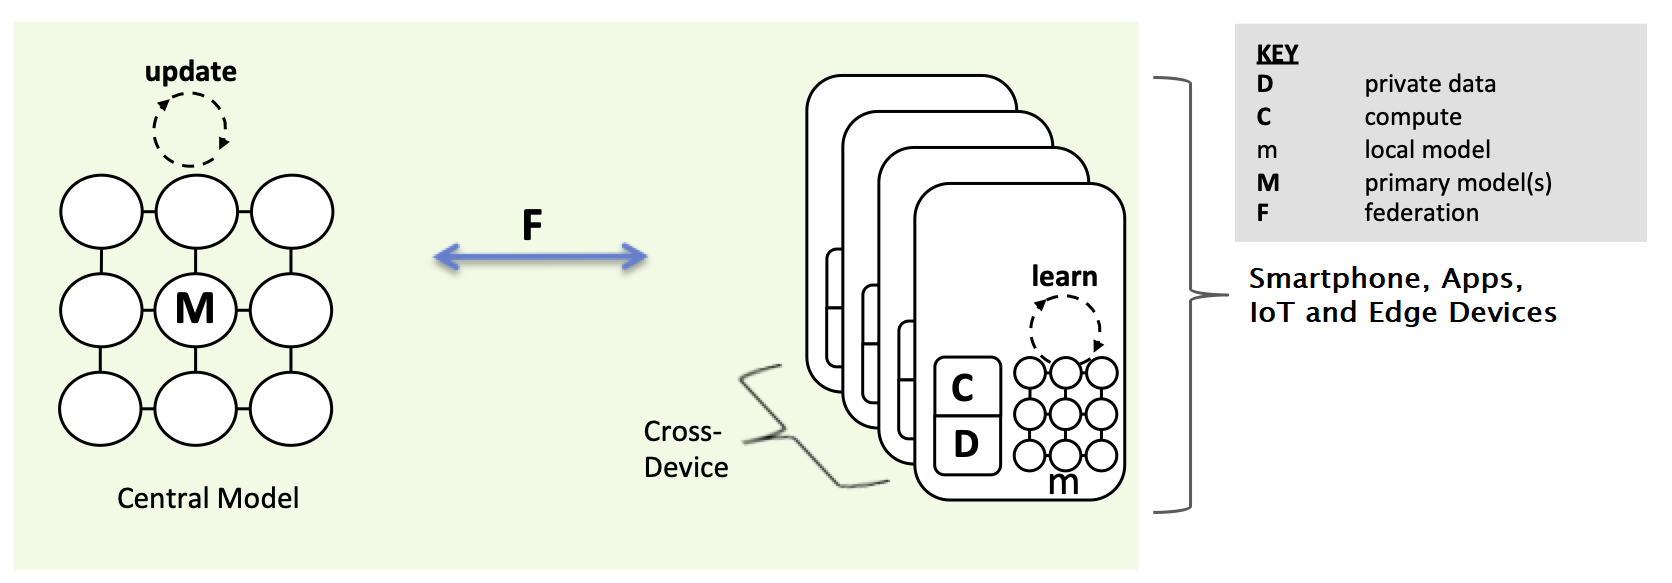 update
M
Central Model
F
Cross-
Device
learn
C
D
m
KEY
D private data
C compute
m local model
M primary model(s)
F federation
Smartphone, Apps,
IoT and Edge Devices